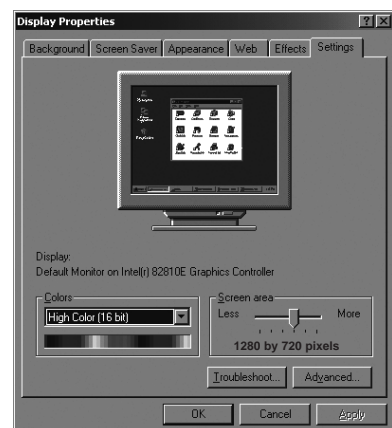 Display Properties
Background Screen Saver Appearance Web Effects Settings
Display:
Default Monitor on Intel(r) 82810E Graphics Controller
Colors
High Color (16 bit)
Screen area
Less More
1280 by 720 pixels
Troubleshoot... Advanced...
OK Cancel Apply